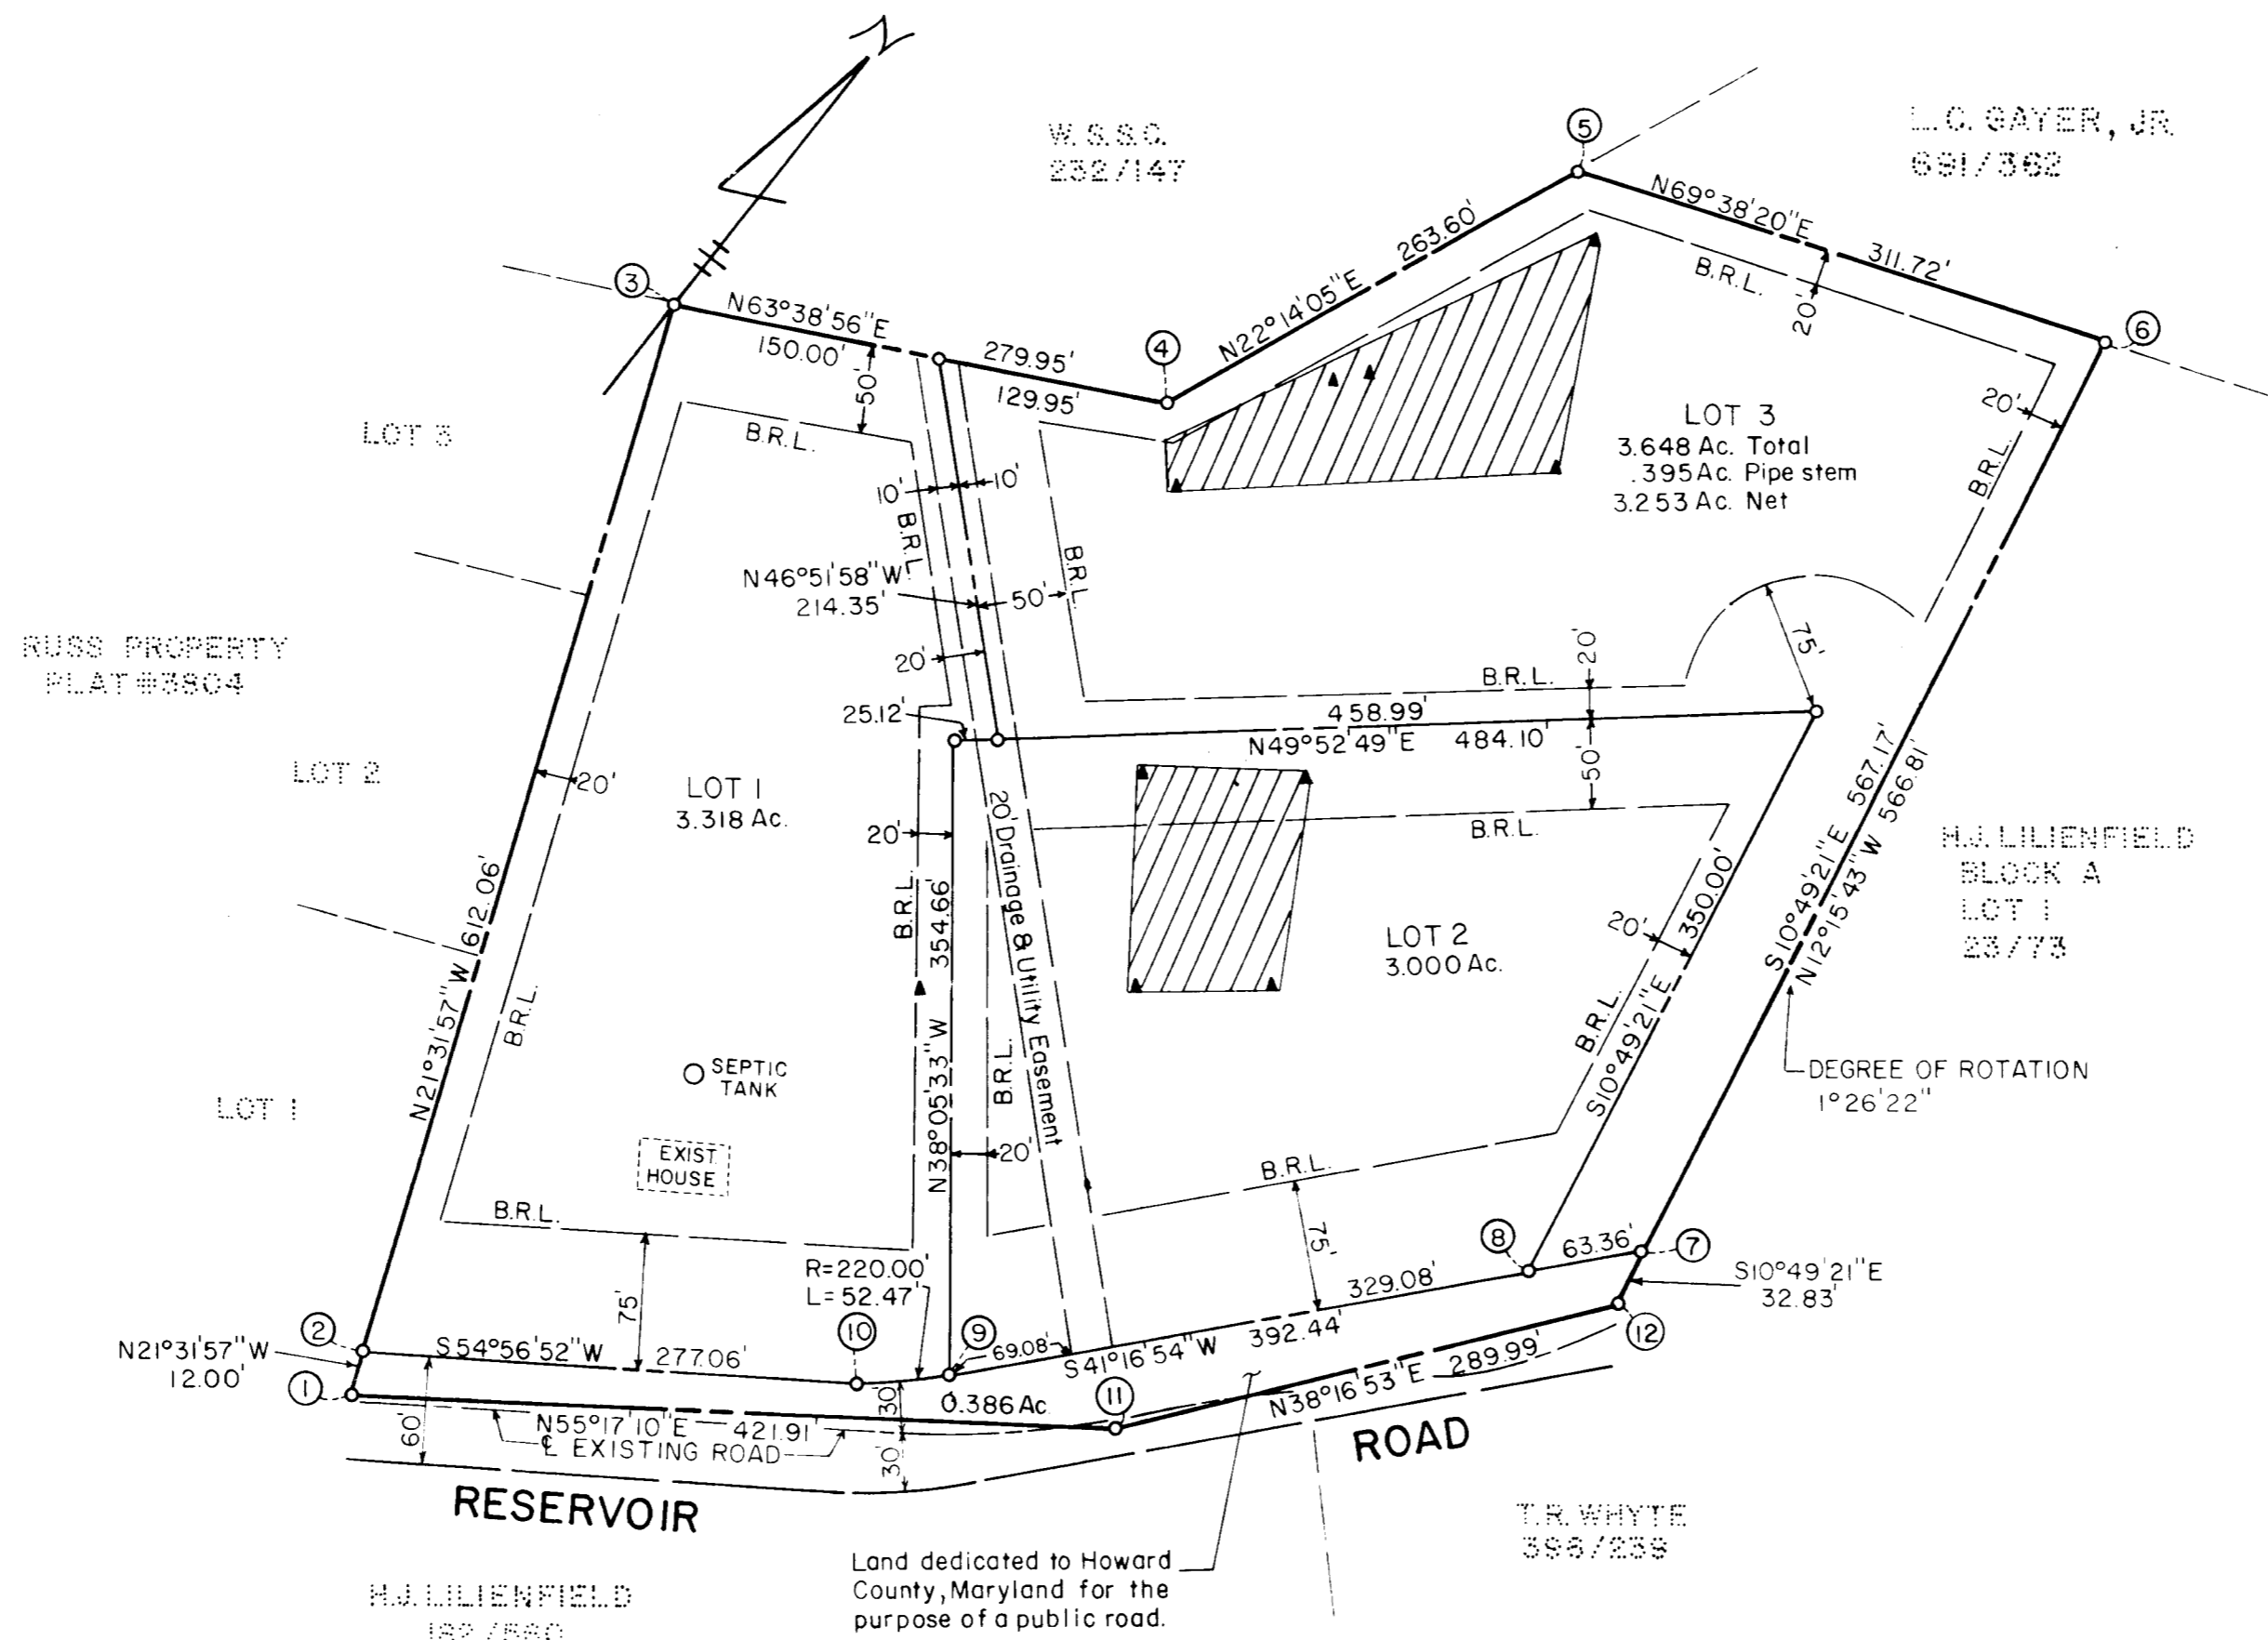 W.S.S.C.
232/147
L.C. GAYER, JR.
691/362
5
N69°38'20"E
311.72'
B.R.L.
20'
6
3
N63°38'56"E
150.00'
279.95'
129.95'
4
N22°14'05"E
263.60'
50'
B.R.L.
20'
B.R.L.
LOT 3
LOT 3
3.648 Ac. Total
.395 Ac. Pipe stem
3.253 Ac. Net
10'
10'
B.R.L.
B.R.L.
N46°51'58"W
214.35'
50'
20'
75'
20'
B.R.L.
25.12'
458.99'
N49°52'49"E 484.10'
50'
RUSS PROPERTY
PLAT #3804
LOT 2
20'
LOT 1
3.318 Ac.
20'
B.R.L.
354.66'
N38°05'33"W
20' Drainage & Utility Easement
B.R.L.
B.R.L.
LOT 2
3.000 Ac.
20'
350.00'
S10°49'21"E
B.R.L.
S10°49'21"E 567.17'
N12°15'43"W 566.81'
H.J. LILIENFIELD
BLOCK A
LOT 1
23/73
DEGREE OF ROTATION
1°26'22"
N21°31'57"W 612.06'
B.R.L.
LOT 1
SEPTIC
TANK
EXIST.
HOUSE
B.R.L.
20'
B.R.L.
75'
75'
R=220.00'
L=52.47'
8
63.36'
7
S10°49'21"E
32.83'
12
329.08'
392.44'
S41°16'54"W
69.08'
9
10
2
N21°31'57"W
12.00'
1
S54°56'52"W
277.06'
30'
0.386 Ac.
11
N38°16'53"E
289.99'
60'
N55°17'10"E
421.91'
℄ EXISTING ROAD
30'
RESERVOIR
ROAD
Land dedicated to Howard
County, Maryland for the
purpose of a public road.
T.R. WHYTE
398/239
H.J. LILIENFIELD